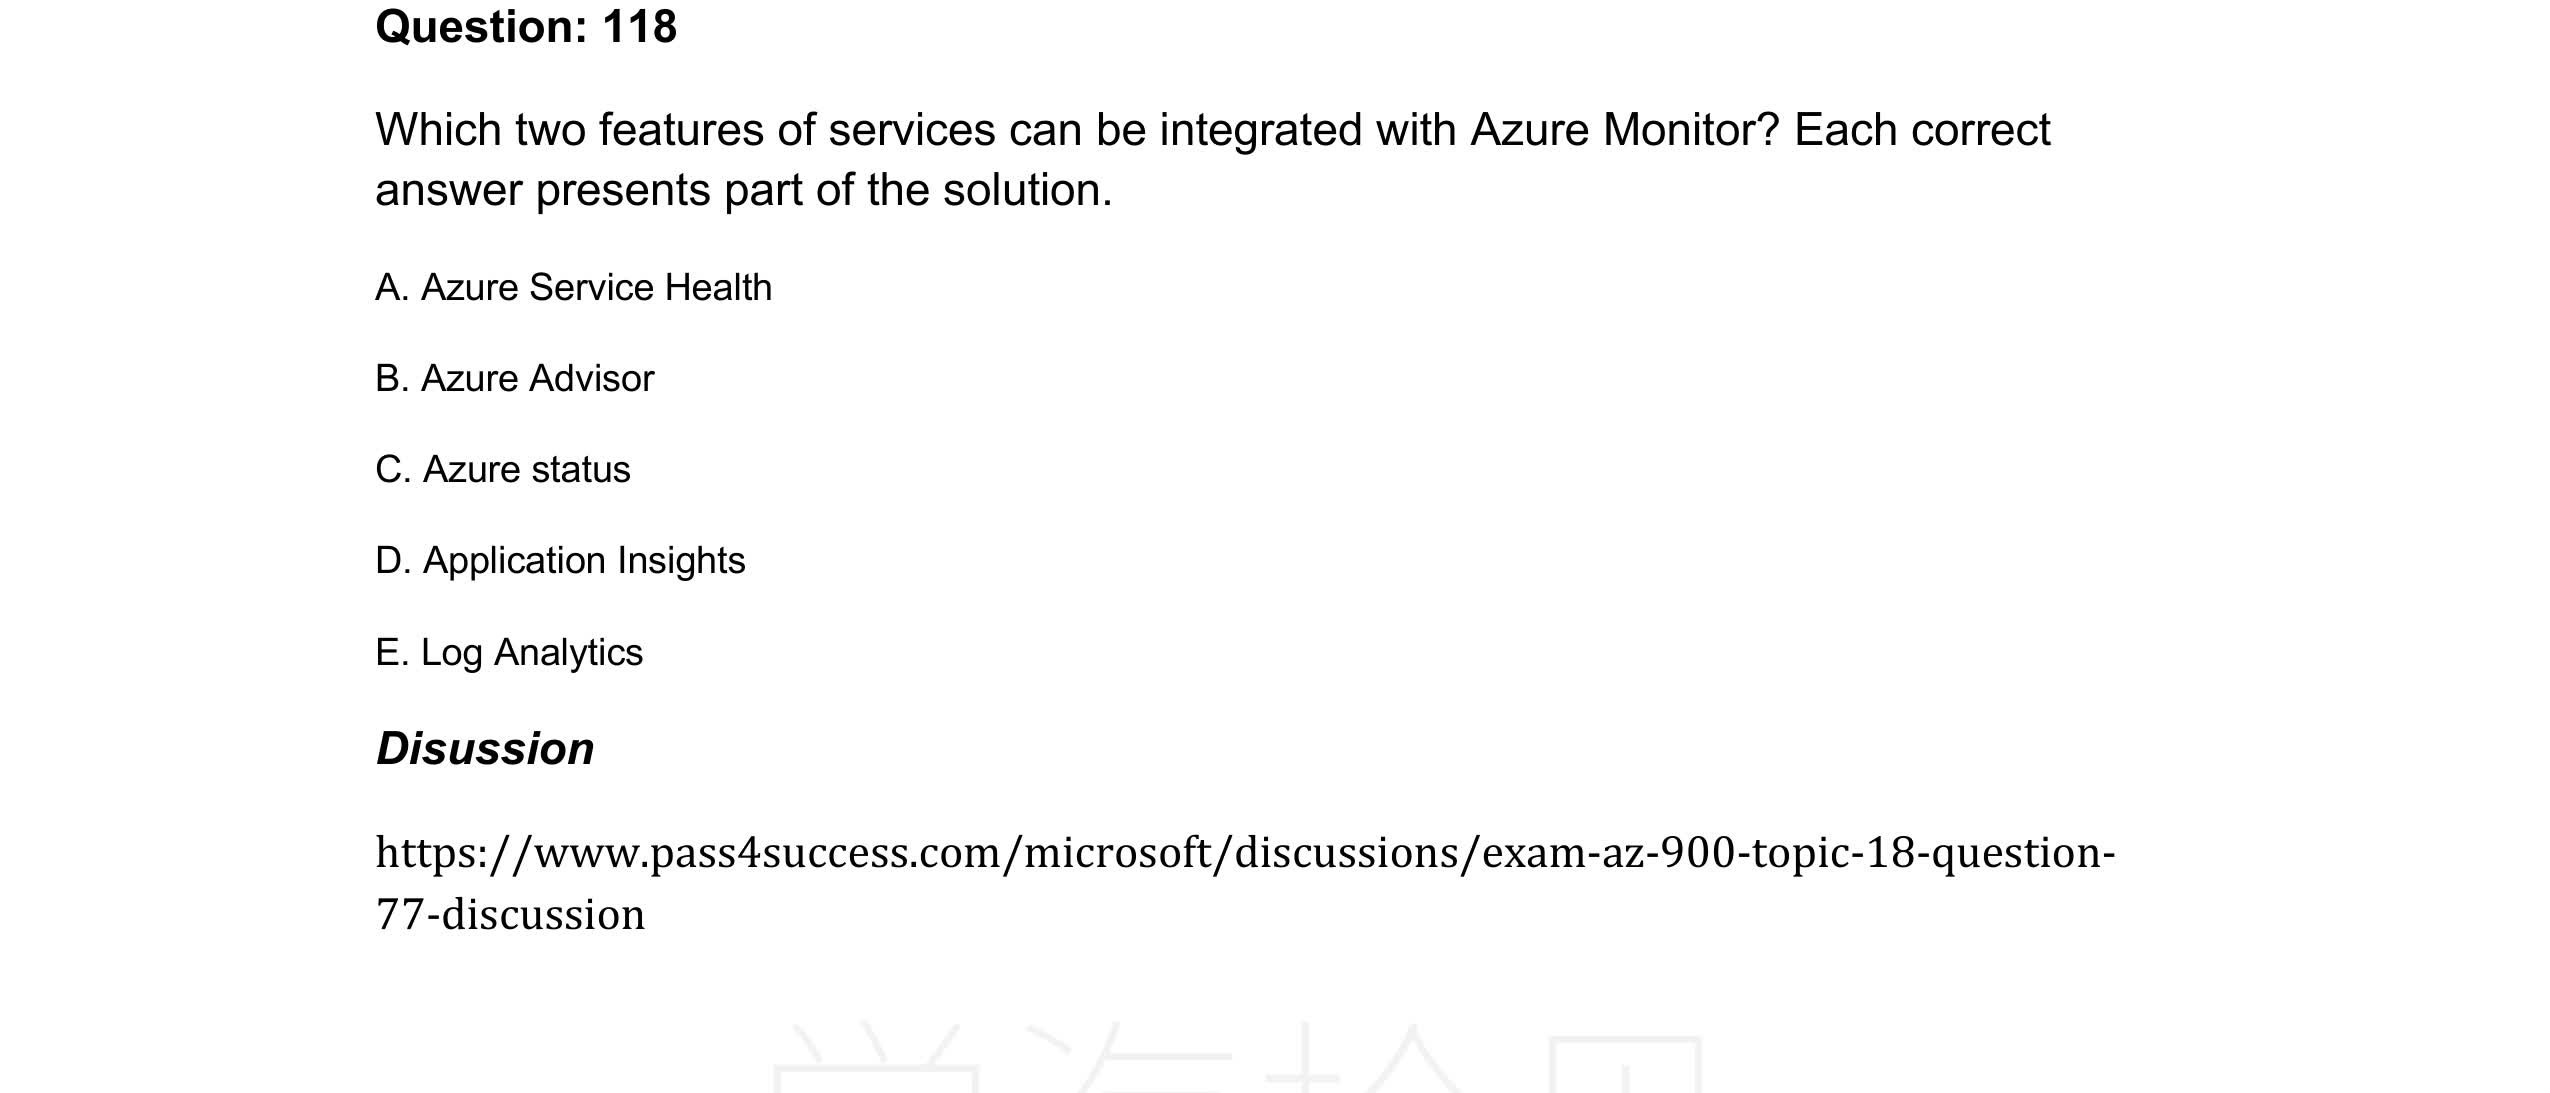 Question: 118
Which two features of services can be integrated with Azure Monitor? Each correct
answer presents part of the solution.
A. Azure Service Health
B. Azure Advisor
C. Azure status
D. Application Insights
E. Log Analytics
Disussion
https://www.pass4success.com/microsoft/discussions/exam-az-900-topic-18-question-
77-discussion